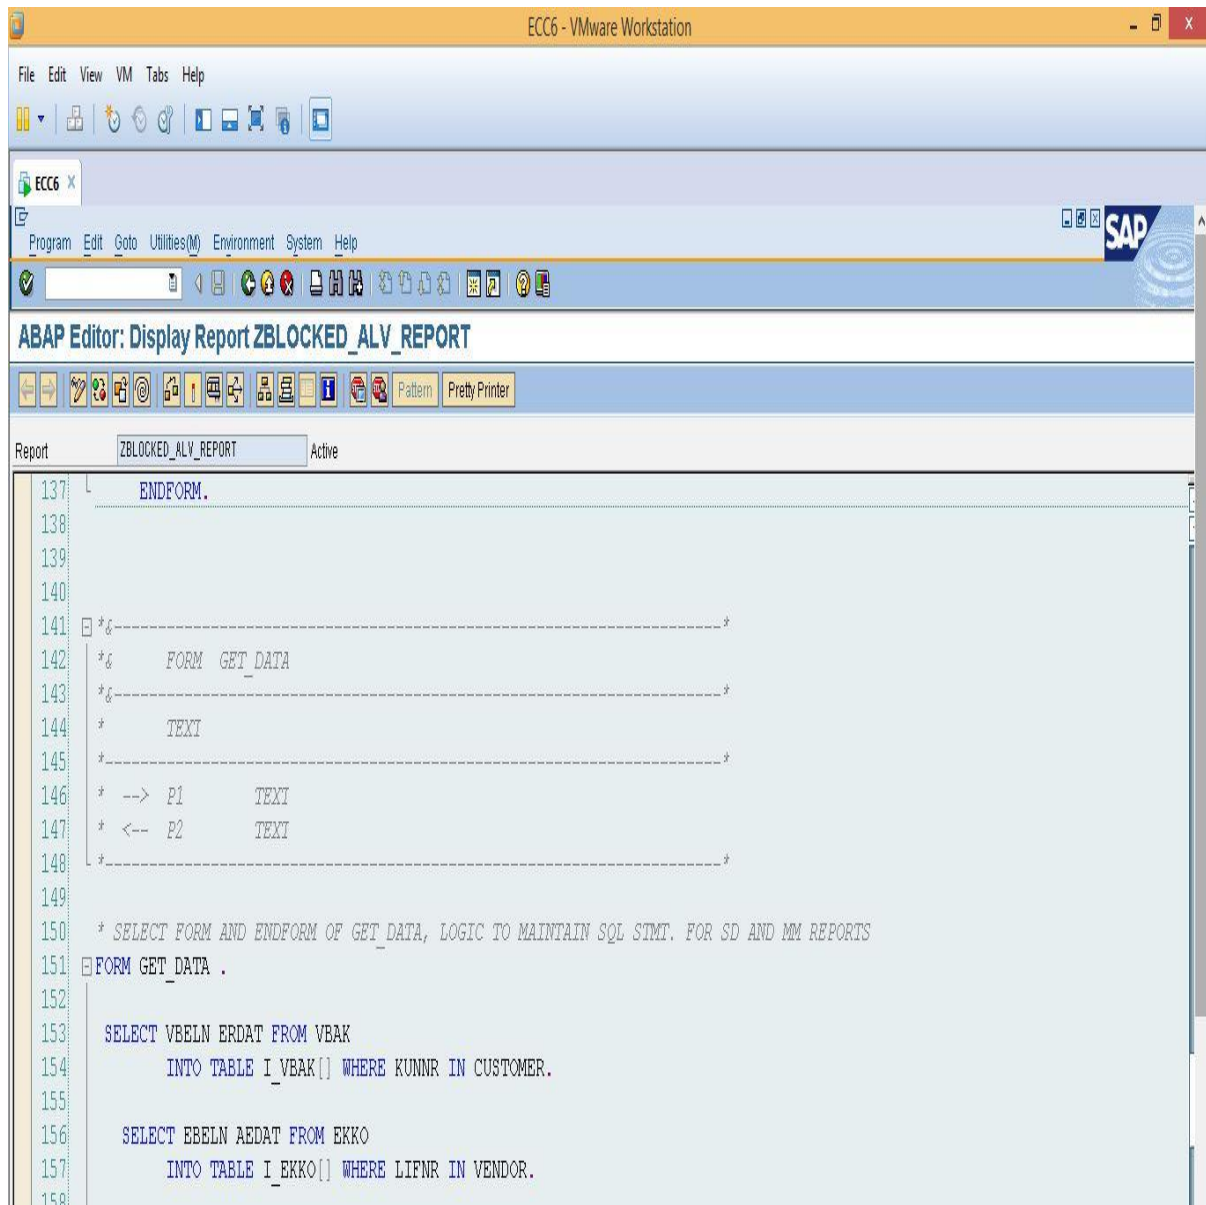 ECC6 - VMware Workstation
File Edit View VM Tabs Help
ECC6
SAP
Program Edit Goto Utilities(M) Environment System Help
ABAP Editor: Display Report ZBLOCKED_ALV_REPORT
Pattern Pretty Printer
Report ZBLOCKED_ALV_REPORT Active
137 ENDFORM.
138
139
140
141 *&---------------------------------------------------------------------*
142 *&      FORM  GET_DATA
143 *&---------------------------------------------------------------------*
144 *       TEXT
145 *----------------------------------------------------------------------*
146 *  -->  P1        TEXT
147 *  <--  P2        TEXT
148 *----------------------------------------------------------------------*
149
150 * SELECT FORM AND ENDFORM OF GET_DATA, LOGIC TO MAINTAIN SQL STMT. FOR SD AND MM REPORTS
151 FORM GET_DATA .
152
153 SELECT VBELN ERDAT FROM VBAK
154 INTO TABLE I_VBAK[] WHERE KUNNR IN CUSTOMER.
155
156 SELECT EBELN AEDAT FROM EKKO
157 INTO TABLE I_EKKO[] WHERE LIFNR IN VENDOR.
158